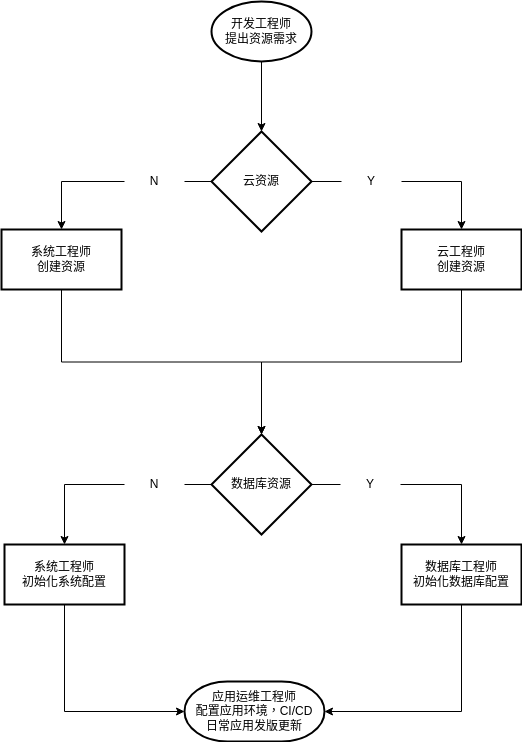 开发工程师
提出资源需求
云资源
N
Y
系统工程师
创建资源
云工程师
创建资源
数据库资源
N
Y
系统工程师
初始化系统配置
数据库工程师
初始化数据库配置
应用运维工程师
配置应用环境，CI/CD
日常应用发版更新